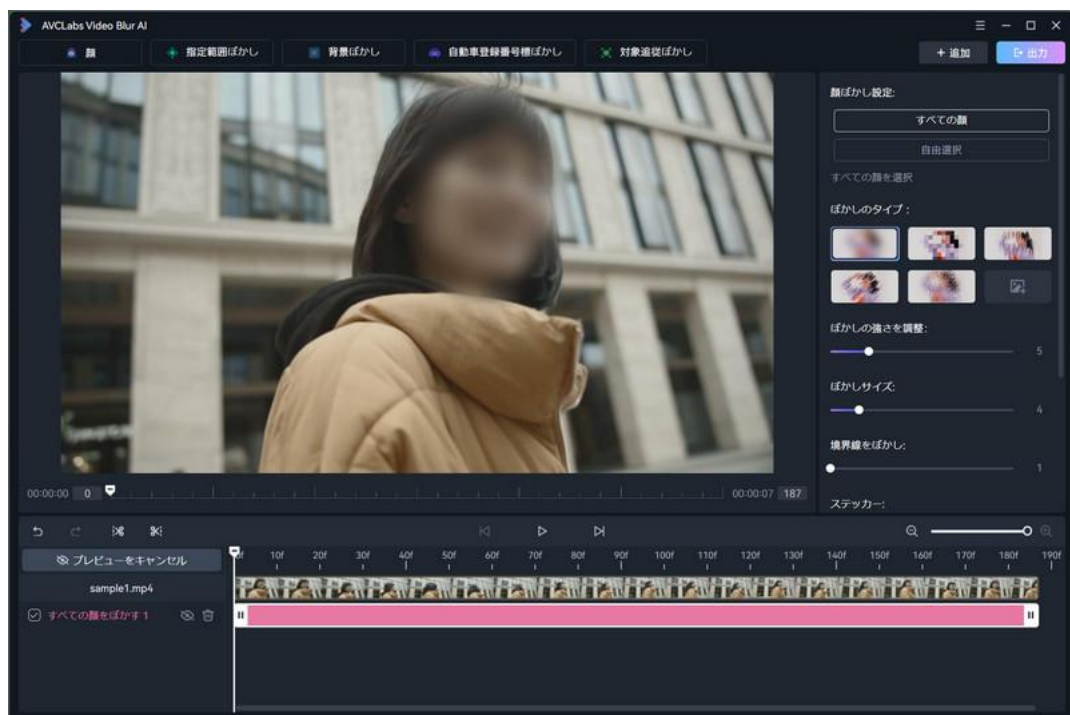 AVCLabs Video Blur AI
顔 指定範囲ぼかし 背景ぼかし 自動車登録番号標ぼかし 対象追従ぼかし + 追加 出力
顔ぼかし設定:
すべての顔
自由選択
すべての顔を選択
ぼかしのタイプ :
ぼかしの強さを調整:
5
ぼかしサイズ:
4
境界線をぼかし:
1
ステッカー:
00:00:00 0 00:00:07 187
プレビューをキャンセル
0f 10f 20f 30f 40f 50f 60f 70f 80f 90f 100f 110f 120f 130f 140f 150f 160f 170f 180f 190f
sample1.mp4
すべての顔をぼかす 1